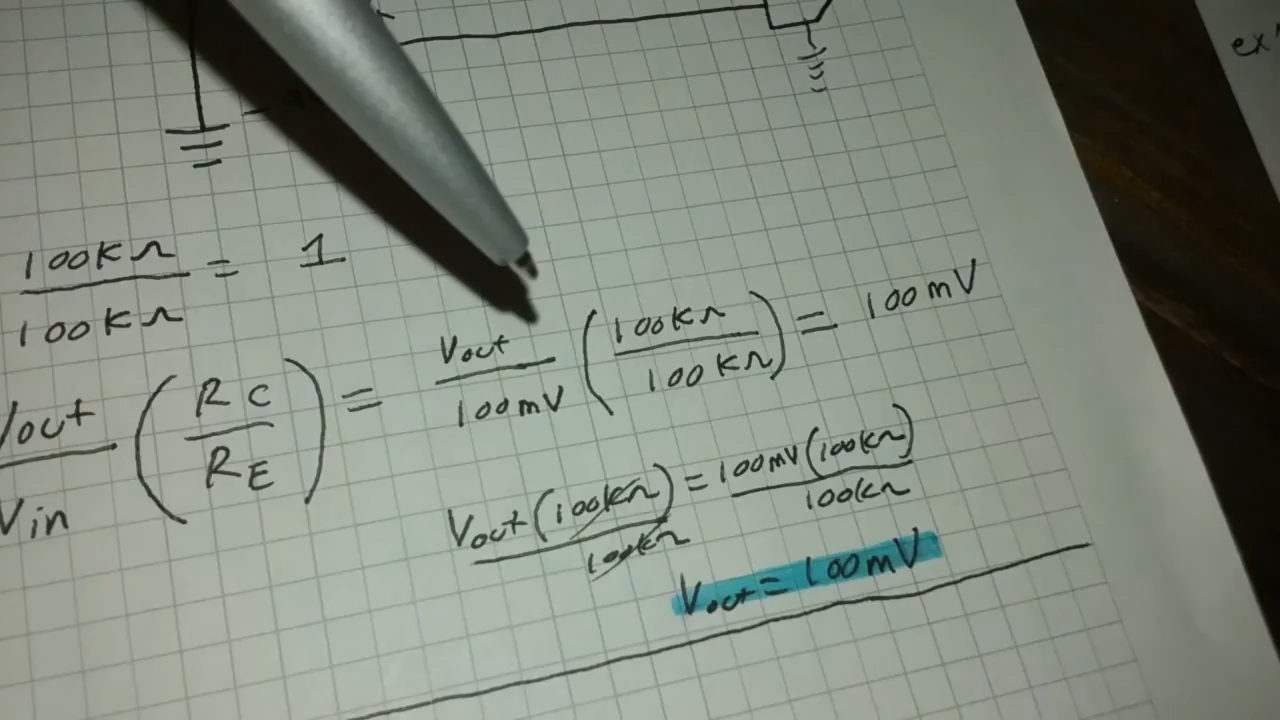 ex
100KΩ / 100KΩ = 1
Vout / Vin (RC / RE) = Vout / 100mV (100KΩ / 100KΩ) = 100mV
Vout (100KΩ) / 100KΩ = 100mV (100KΩ) / 100KΩ
Vout = 100mV